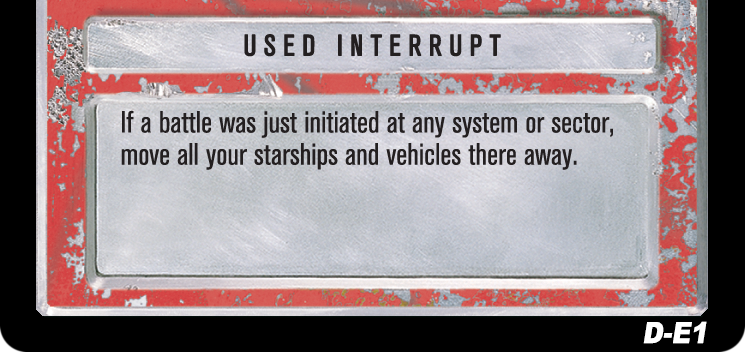 USED INTERRUPT
If a battle was just initiated at any system or sector,
move all your starships and vehicles there away.
D-E1